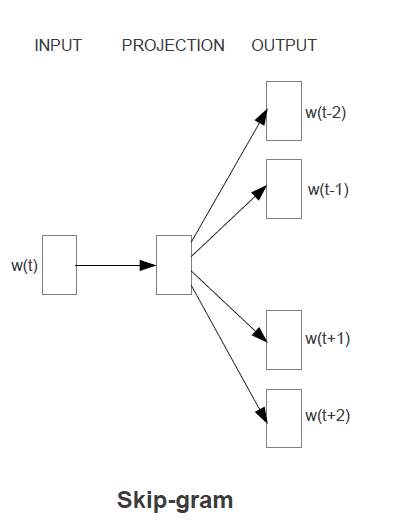 INPUT PROJECTION OUTPUT
w(t-2)
w(t-1)
w(t)
w(t+1)
w(t+2)
Skip-gram